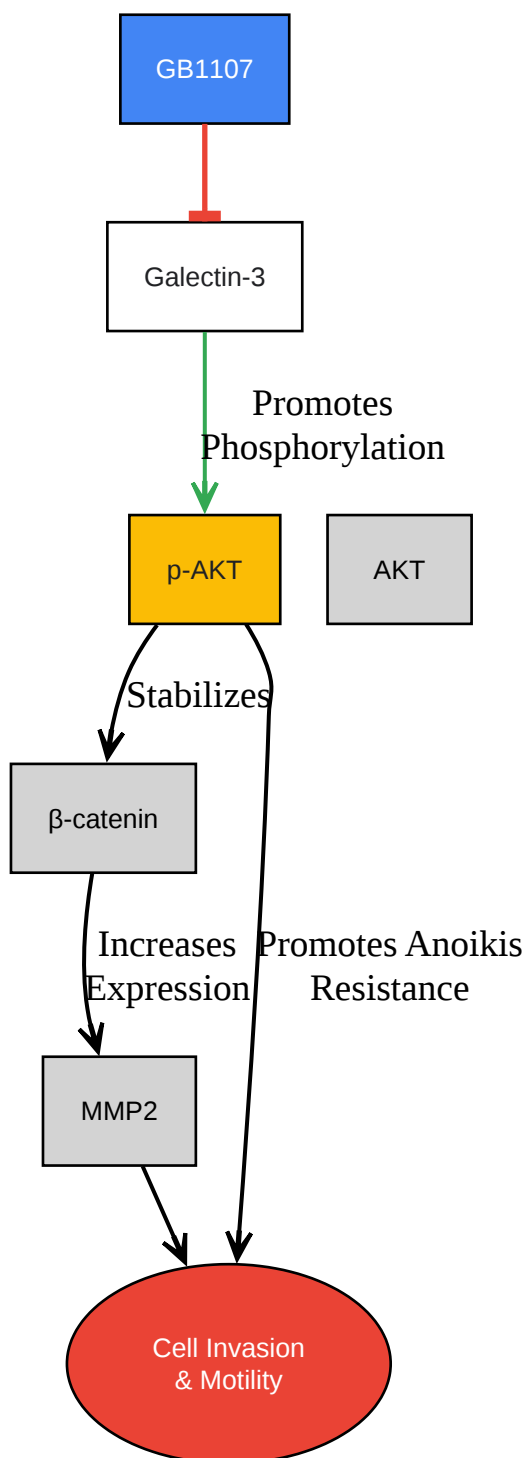 GB1107
Galectin-3
Promotes
Phosphorylation
p-AKT
AKT
Stabilizes
β-catenin
Increases
Expression
Promotes Anoikis
Resistance
MMP2
Cell Invasion
& Motility